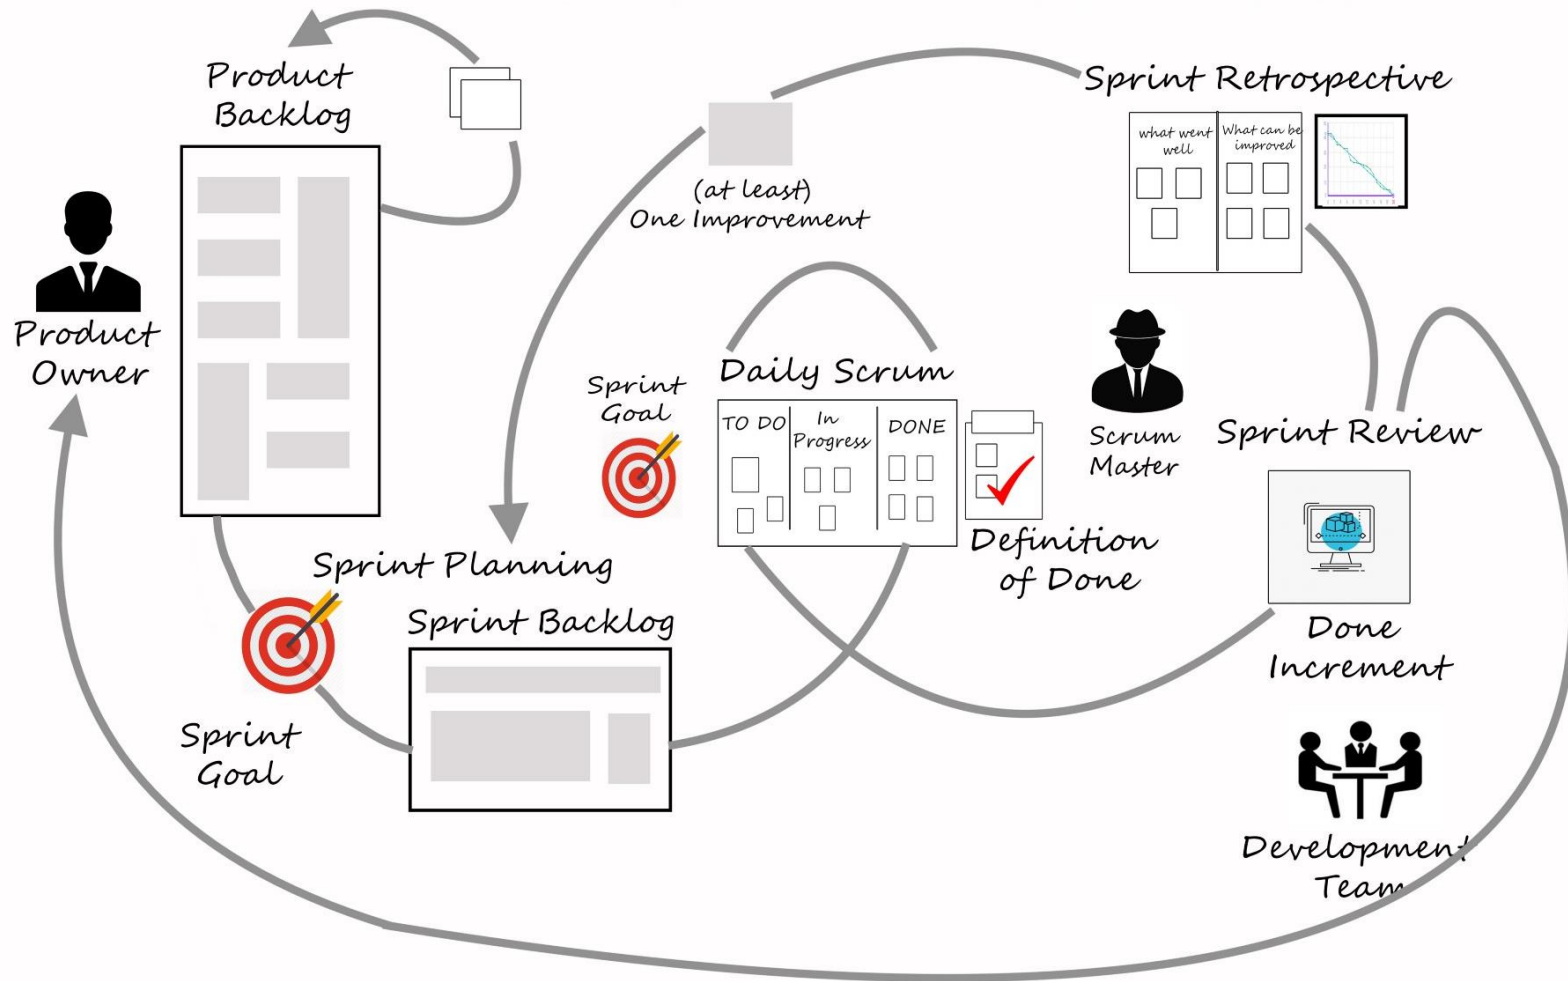 Product
Backlog
Product
Owner
(at least)
One Improvement
Sprint Retrospective
what went
well
What can be
improved
Sprint
Goal
Daily Scrum
TO DO
In
Progress
DONE
Definition
of Done
Scrum
Master
Sprint Review
Done
Increment
Sprint Planning
Sprint Backlog
Sprint
Goal
Development
Team